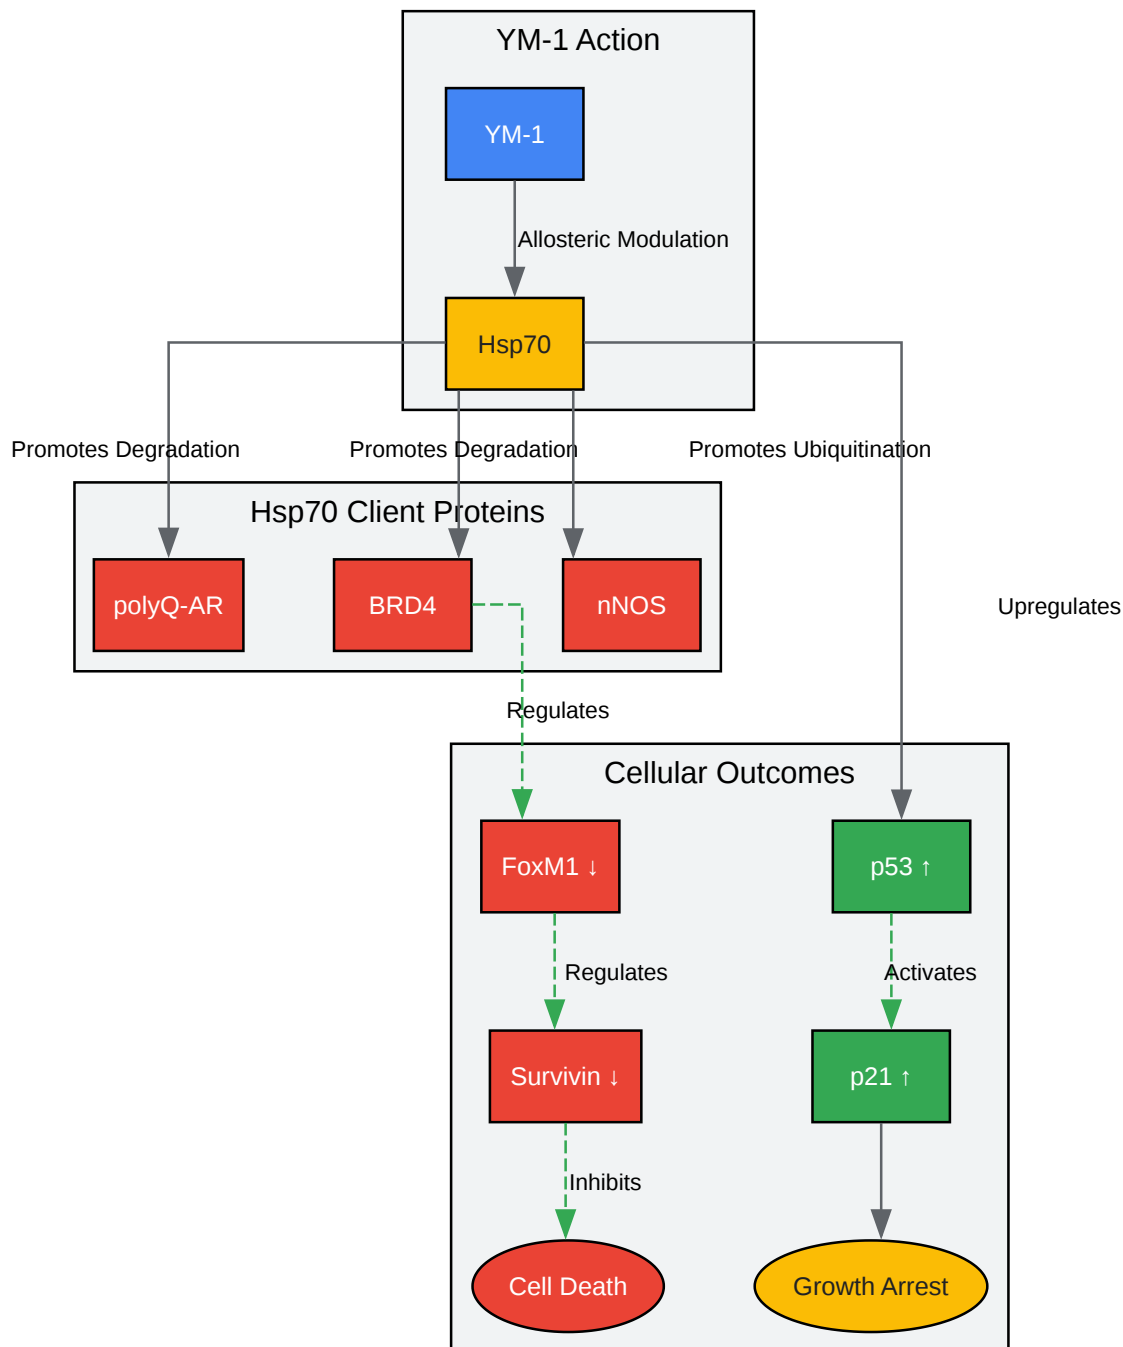 YM-1 Action
YM-1
Allosteric Modulation
Hsp70
Promotes Degradation
Promotes Degradation
Promotes Ubiquitination
Hsp70 Client Proteins
polyQ-AR
BRD4
nNOS
Upregulates
Regulates
Cellular Outcomes
FoxM1 ↓
p53 ↑
Regulates
Activates
Survivin ↓
p21 ↑
Inhibits
Cell Death
Growth Arrest